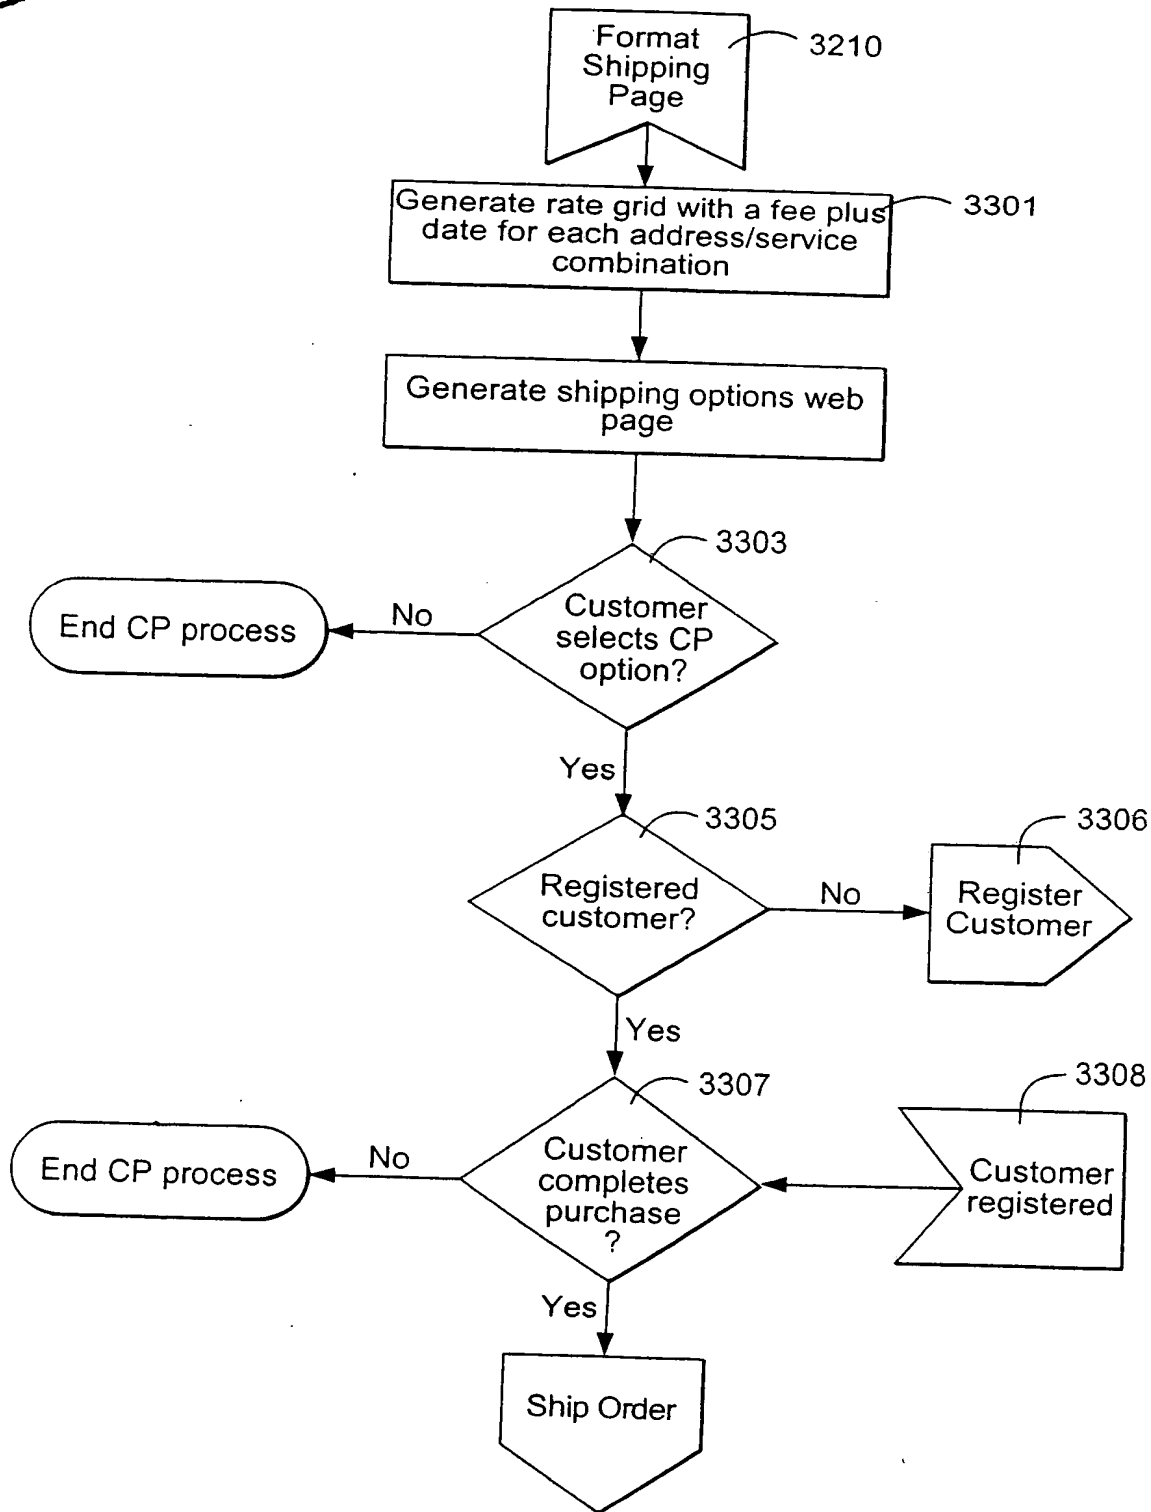 Format
Shipping
Page
3210
Generate rate grid with a fee plus
date for each address/service
combination
3301
Generate shipping options web
page
3303
Customer
selects CP
option?
No
End CP process
Yes
3305
Registered
customer?
No
3306
Register
Customer
Yes
3307
Customer
completes
purchase
?
No
End CP process
3308
Customer
registered
Yes
Ship Order